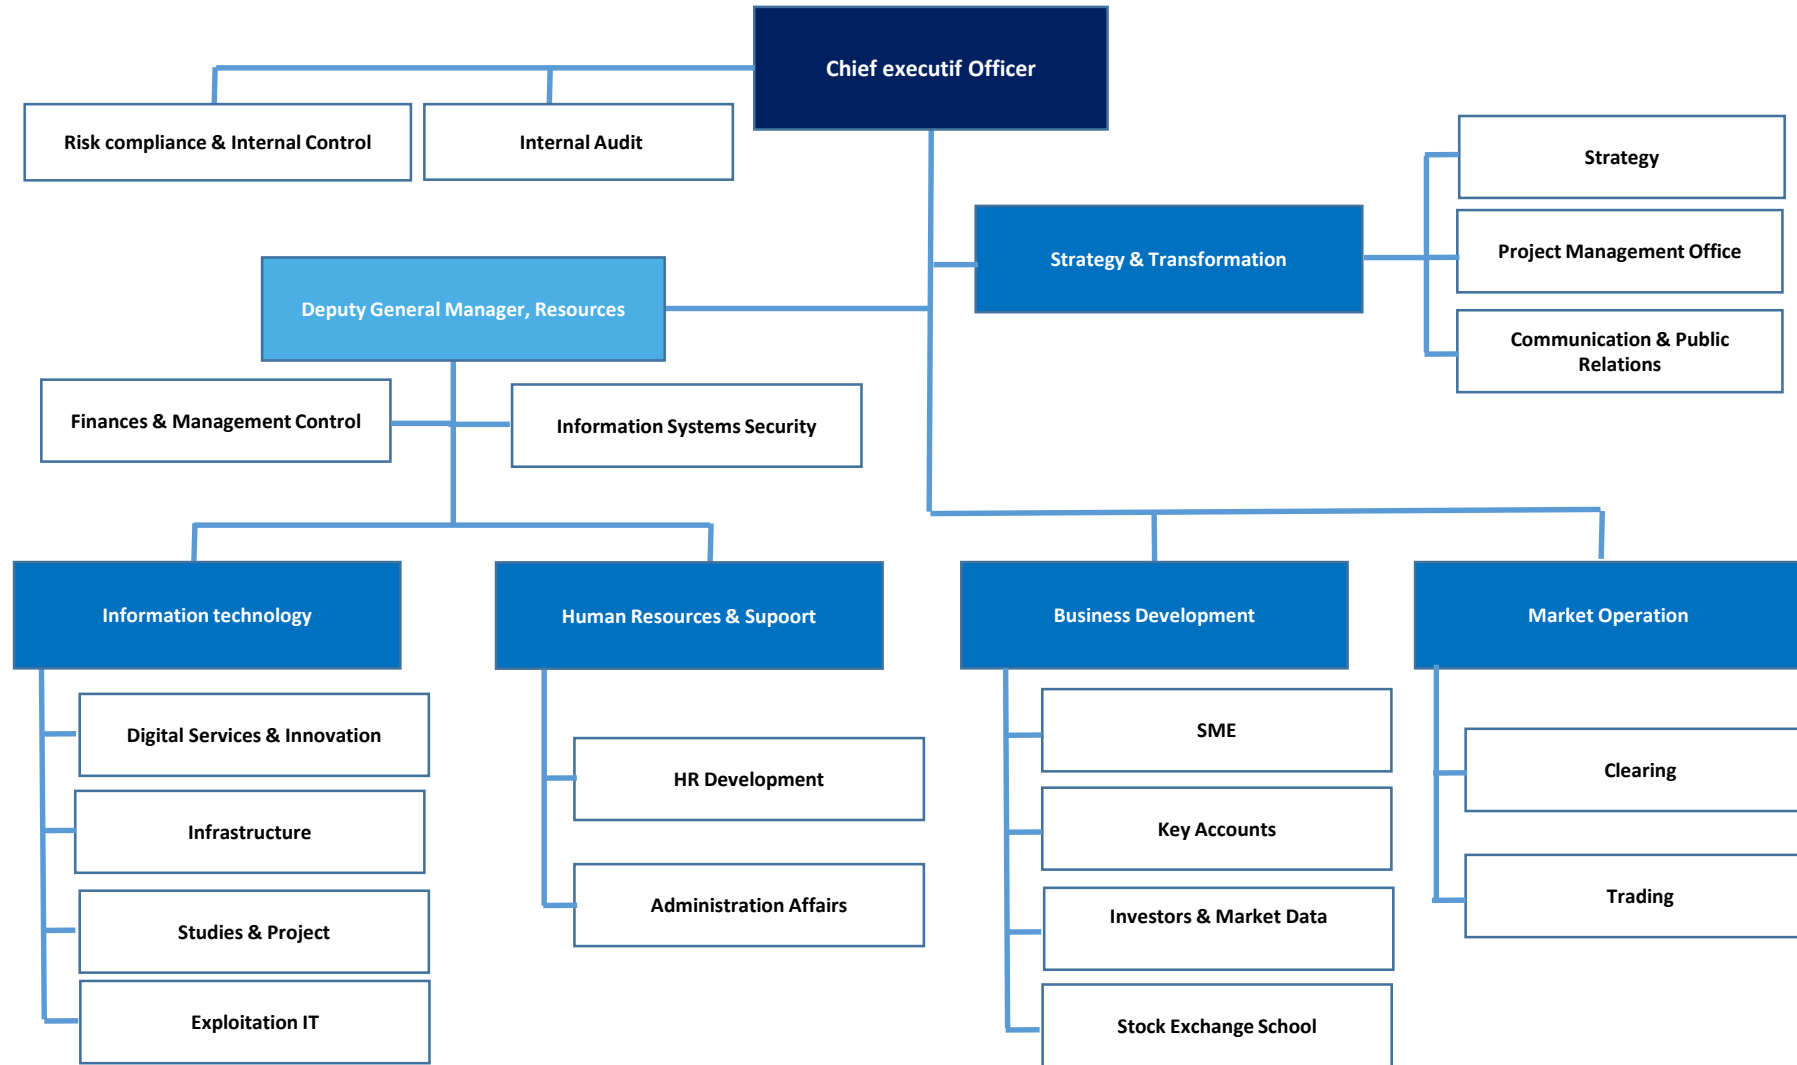 Chief executif Officer
Risk compliance & Internal Control
Internal Audit
Strategy
Strategy & Transformation
Project Management Office
Communication & Public
Relations
Deputy General Manager, Resources
Finances & Management Control
Information Systems Security
Information technology
Human Resources & Supoort
Business Development
Market Operation
Digital Services & Innovation
Infrastructure
Studies & Project
Exploitation IT
HR Development
Administration Affairs
SME
Key Accounts
Investors & Market Data
Stock Exchange School
Clearing
Trading